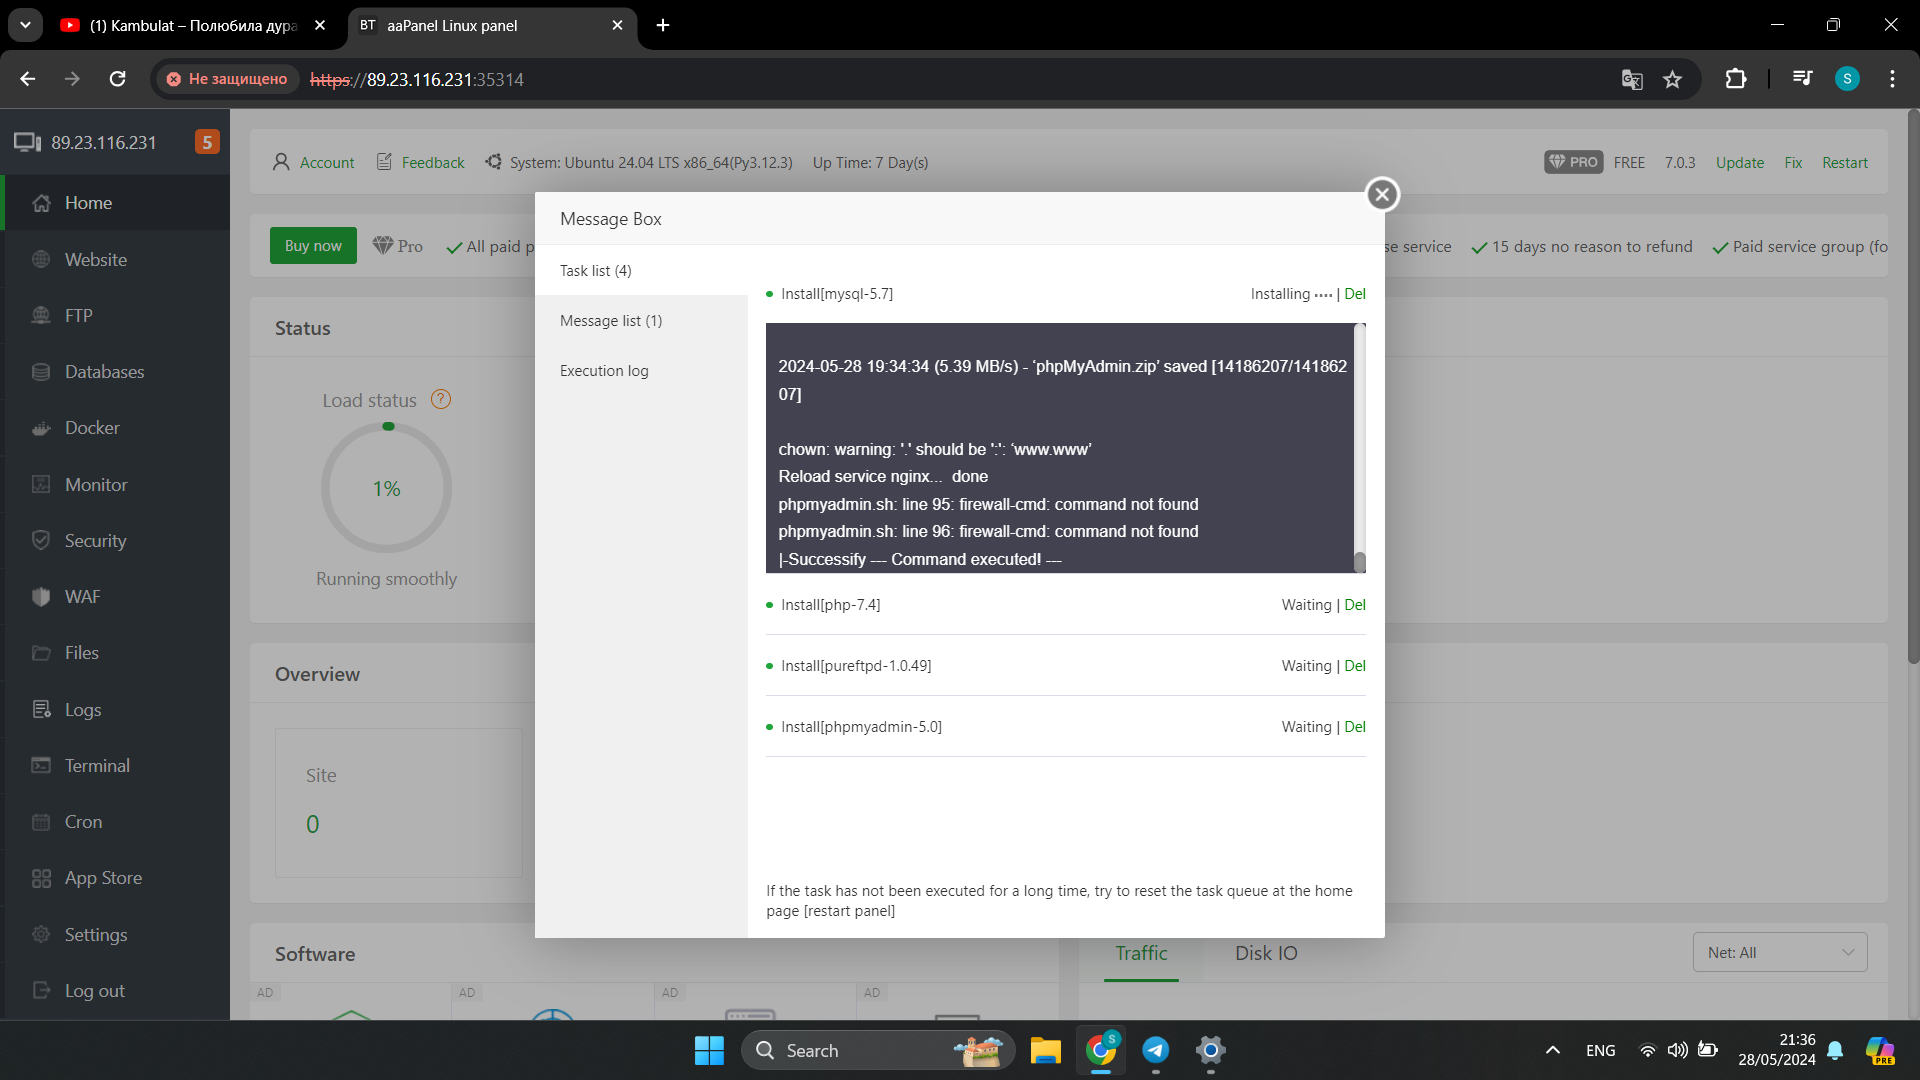 (1) Kambulat – Полюбила дура
BT aaPanel Linux panel
Не защищено https://89.23.116.231:35314
S
89.23.116.231 5
Home
Website
FTP
Databases
Docker
Monitor
Security
WAF
Files
Logs
Terminal
Cron
App Store
Settings
Log out
Account Feedback System: Ubuntu 24.04 LTS x86_64(Py3.12.3) Up Time: 7 Day(s)
PRO FREE 7.0.3 Update Fix Restart
Buy now Pro All paid p
se service 15 days no reason to refund Paid service group (fo
Status
Load status ?
1%
Running smoothly
Overview
Site
0
Software
AD AD AD AD
Message Box
Task list (4)
Message list (1)
Execution log
Install[mysql-5.7] Installing | Del
2024-05-28 19:34:34 (5.39 MB/s) - ‘phpMyAdmin.zip’ saved [14186207/141862
07]
chown: warning: '.' should be ':': ‘www.www’
Reload service nginx... done
phpmyadmin.sh: line 95: firewall-cmd: command not found
phpmyadmin.sh: line 96: firewall-cmd: command not found
|-Successify --- Command executed! ---
Install[php-7.4] Waiting | Del
Install[pureftpd-1.0.49] Waiting | Del
Install[phpmyadmin-5.0] Waiting | Del
If the task has not been executed for a long time, try to reset the task queue at the home
page [restart panel]
Traffic Disk IO Net: All
Search
S
ENG
21:36
28/05/2024
PRE